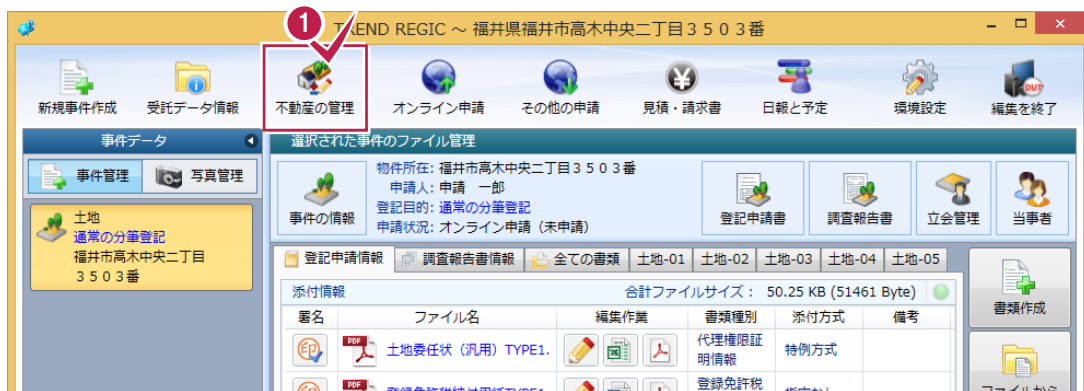 1
TREND REGIC ～ 福井県福井市高木中央二丁目３５０３番
新規事件作成 受託データ情報 不動産の管理 オンライン申請 その他の申請 見積・請求書 日報と予定 環境設定 編集を終了
OUT
事件データ
選択された事件のファイル管理
事件管理 写真管理
土地
通常の分筆登記
福井市高木中央二丁目
３５０３番
事件の情報
物件所在: 福井市高木中央二丁目３５０３番
申請人: 申請　一郎
登記目的: 通常の分筆登記
申請状況: オンライン申請（未申請）
登記申請書 調査報告書 立会管理 当事者
登記申請情報 調査報告書情報 全ての書類 土地-01 土地-02 土地-03 土地-04 土地-05
添付情報 合計ファイルサイズ： 50.25 KB (51461 Byte)
書類作成
署名 ファイル名 編集作業 書類種別 添付方式 備考
PDF 土地委任状（汎用）TYPE1. 代理権限証明情報 特例方式
PDF 登録免許税